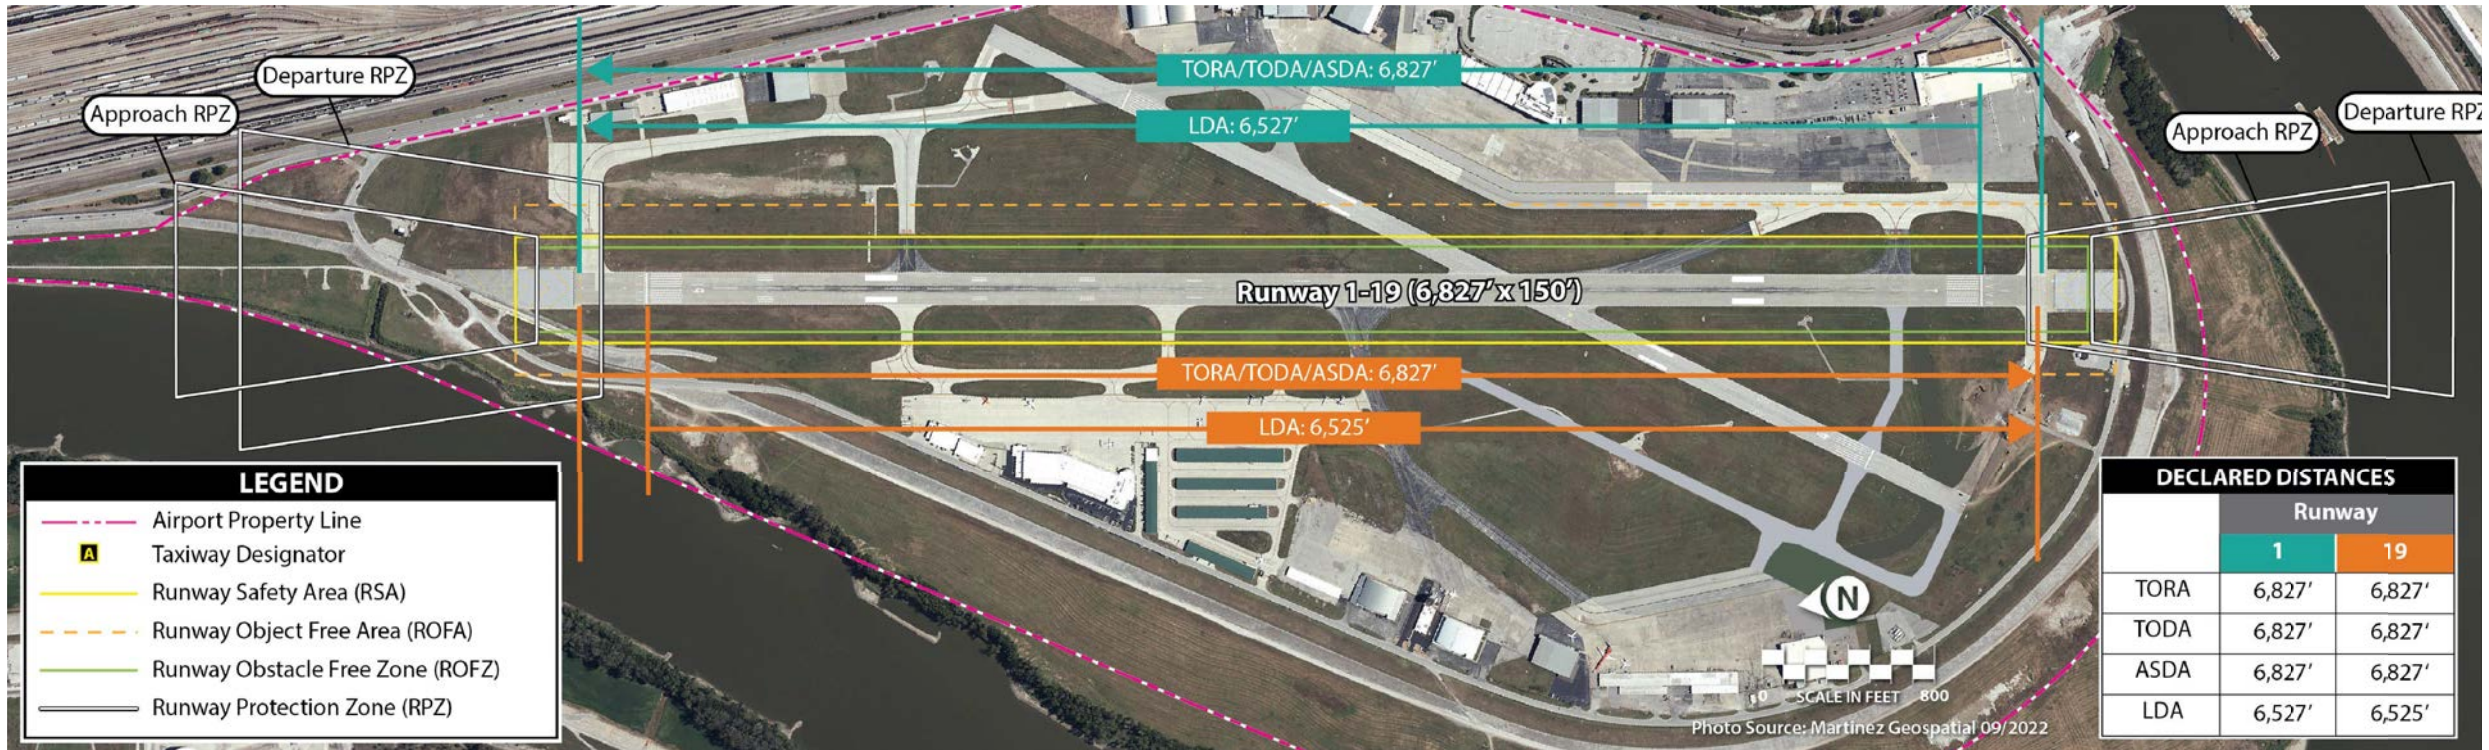 Departure RPZ
Approach RPZ
TORA/TODA/ASDA: 6,827'
LDA: 6,527'
Departure RPZ
Approach RPZ
Runway 1-19 (6,827' x 150')
TORA/TODA/ASDA: 6,827'
LDA: 6,525'
LEGEND
Airport Property Line
A Taxiway Designator
Runway Safety Area (RSA)
Runway Object Free Area (ROFA)
Runway Obstacle Free Zone (ROFZ)
Runway Protection Zone (RPZ)
N
0 SCALE IN FEET 800
Photo Source: Martinez Geospatial 09/2022
DECLARED DISTANCES
Runway
1 19
TORA 6,827' 6,827'
TODA 6,827' 6,827'
ASDA 6,827' 6,827'
LDA 6,527' 6,525'